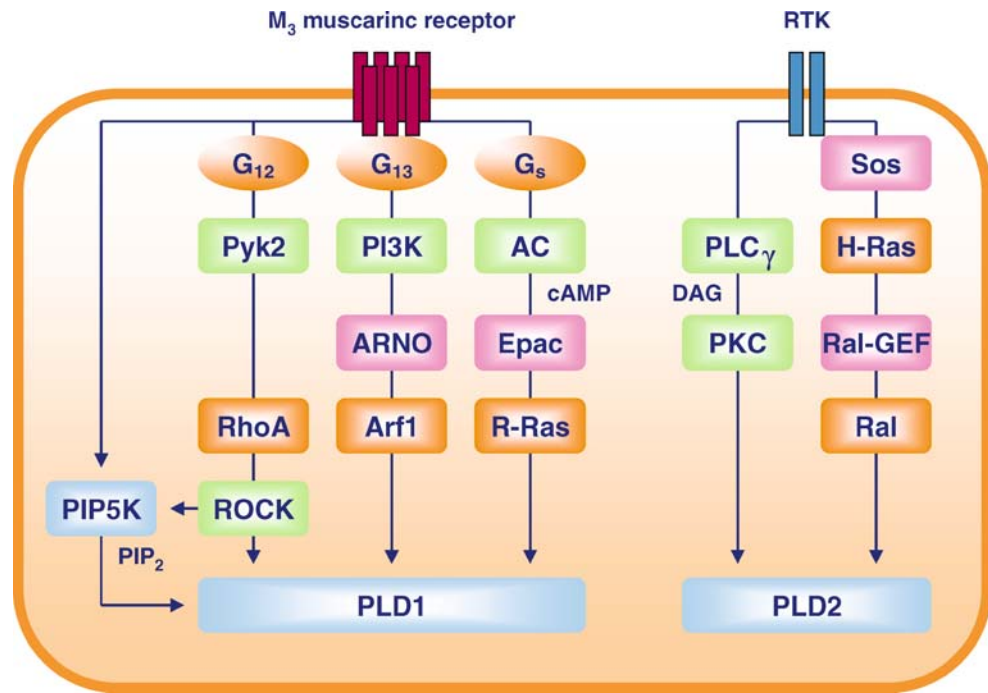 M₃ muscarinc receptor
RTK
G₁₂
G₁₃
Gₛ
Sos
Pyk2
PI3K
AC
PLCγ
H-Ras
cAMP
DAG
ARNO
Epac
PKC
Ral-GEF
RhoA
Arf1
R-Ras
Ral
PIP5K
ROCK
PIP₂
PLD1
PLD2